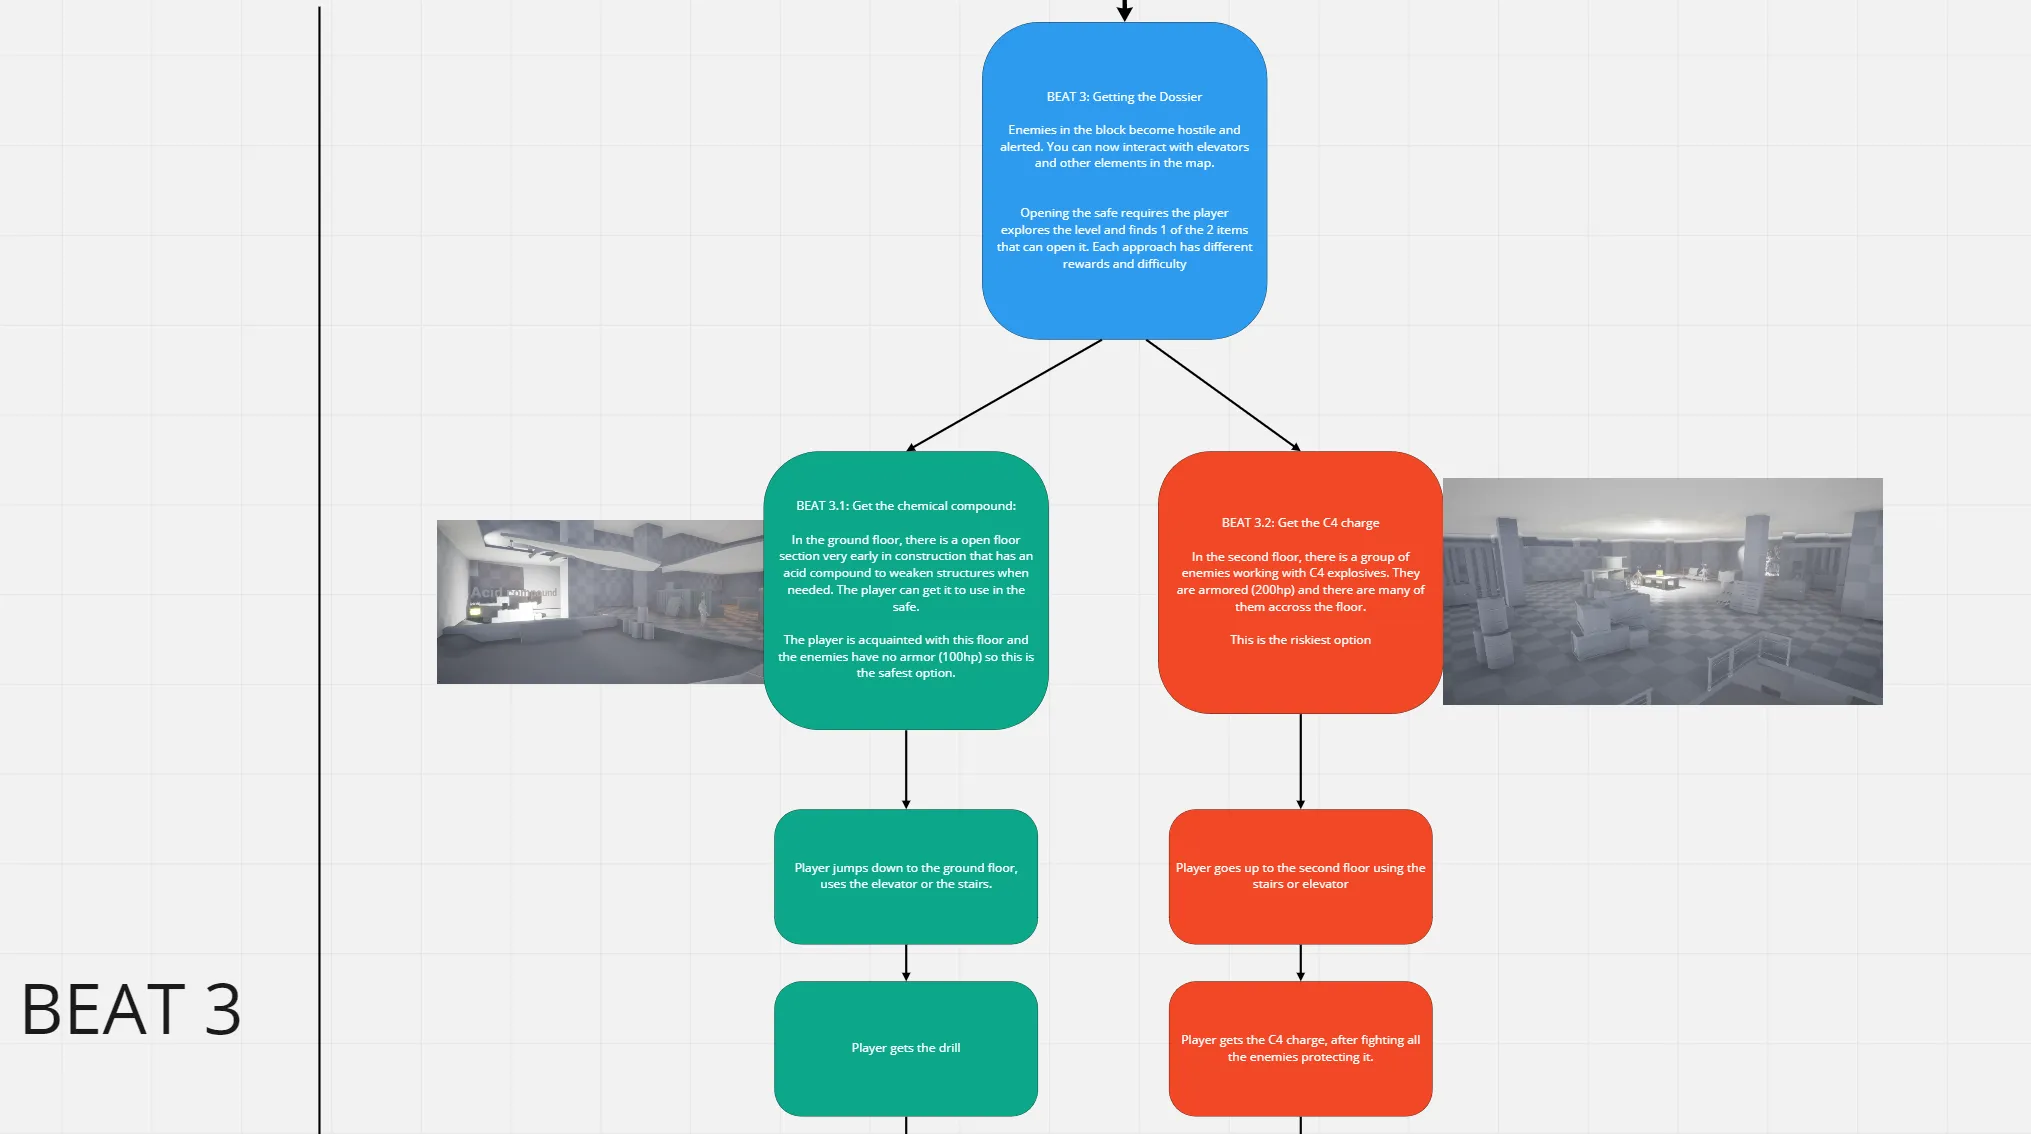 BEAT 3: Getting the Dossier
Enemies in the block become hostile and
alerted. You can now interact with elevators
and other elements in the map.
Opening the safe requires the player
explores the level and finds 1 of the 2 items
that can open it. Each approach has different
rewards and difficulty
BEAT 3.1: Get the chemical compound:
In the ground floor, there is a open floor
section very early in construction that has an
acid compound to weaken structures when
needed. The player can get it to use in the
safe.
The player is acquainted with this floor and
the enemies have no armor (100hp) so this is
the safest option.
Acid compound
BEAT 3.2: Get the C4 charge
In the second floor, there is a group of
enemies working with C4 explosives. They
are armored (200hp) and there are many of
them accross the floor.
This is the riskiest option
Player jumps down to the ground floor,
uses the elevator or the stairs.
Player goes up to the second floor using the
stairs or elevator
BEAT 3
Player gets the drill
Player gets the C4 charge, after fighting all
the enemies protecting it.